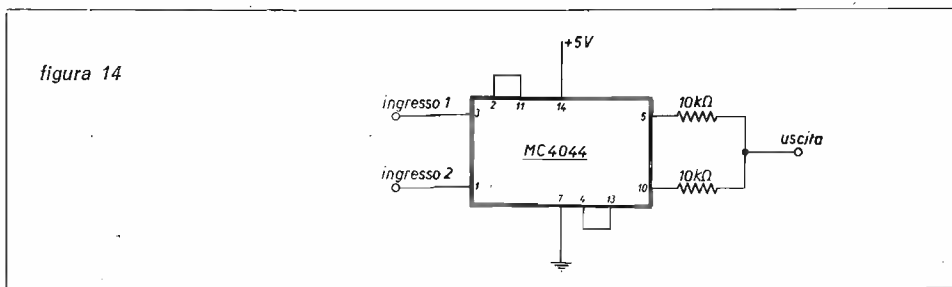 figura 14
+5V
ingresso 1
3
2
11
14
5
10kΩ
uscita
MC4044
ingresso 2
1
7
4
13
10
10kΩ